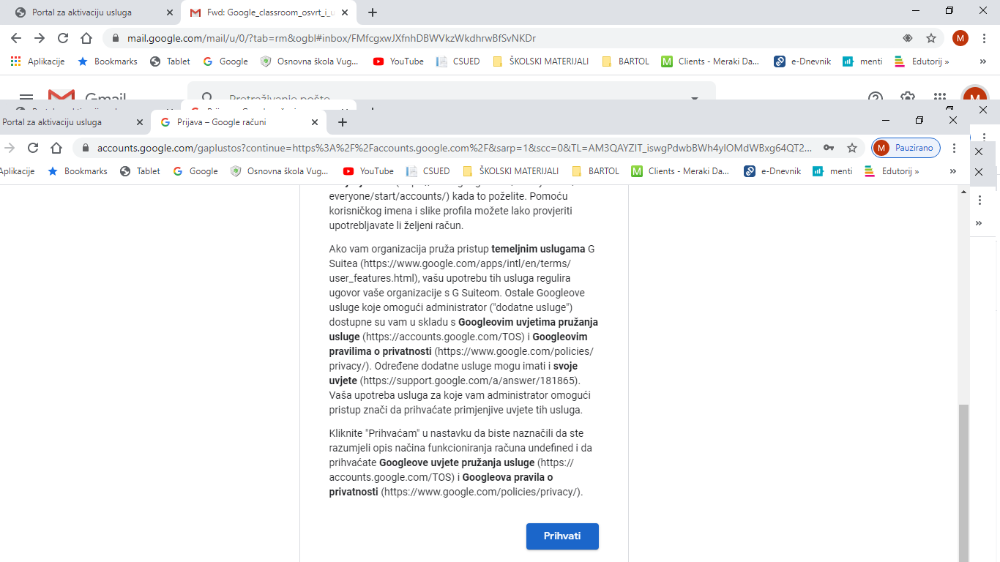 Portal za aktivaciju usluga
Fwd: Google_classroom_osvrt_i_u
mail.google.com/mail/u/0/?tab=rm&ogbl#inbox/FMfcgxwJXfnhDBWVkzWkdhrwBfSvNKDr
M
Aplikacije
Bookmarks
Tablet
Google
Osnovna škola Vug...
YouTube
CSUED
ŠKOLSKI MATERIJALI
BARTOL
Clients - Meraki Da...
e-Dnevnik
menti
Edutorij »
»
Gmail
Pretraživanje pošte
M
Portal za aktivaciju usluga
Prijava – Google računi
accounts.google.com/gaplustos?continue=https%3A%2F%2Faccounts.google.com%2F&sarp=1&scc=0&TL=AM3QAYZIT_iswgPdwbBWh4ylOMdWBxg64QT2...
M Pauzirano
Aplikacije
Bookmarks
Tablet
Google
Osnovna škola Vug...
YouTube
CSUED
ŠKOLSKI MATERIJALI
BARTOL
Clients - Meraki Da...
e-Dnevnik
menti
Edutorij »
»
»
everyone/start/accounts/) kada to poželite. Pomoću
korisničkog imena i slike profila možete lako provjeriti
upotrebljavate li željeni račun.
Ako vam organizacija pruža pristup temeljnim uslugama G
Suitea (https://www.google.com/apps/intl/en/terms/
user_features.html), vašu upotrebu tih usluga regulira
ugovor vaše organizacije s G Suiteom. Ostale Googleove
usluge koje omogući administrator ("dodatne usluge")
dostupne su vam u skladu s Googleovim uvjetima pružanja
usluge (https://accounts.google.com/TOS) i Googleovim
pravilima o privatnosti (https://www.google.com/policies/
privacy/). Određene dodatne usluge mogu imati i svoje
uvjete (https://support.google.com/a/answer/181865).
Vaša upotreba usluga za koje vam administrator omogući
pristup znači da prihvaćate primjenjive uvjete tih usluga.
Kliknite "Prihvaćam" u nastavku da biste naznačili da ste
razumjeli opis načina funkcioniranja računa undefined i da
prihvaćate Googleove uvjete pružanja usluge (https://
accounts.google.com/TOS) i Googleova pravila o
privatnosti (https://www.google.com/policies/privacy/).
Prihvati